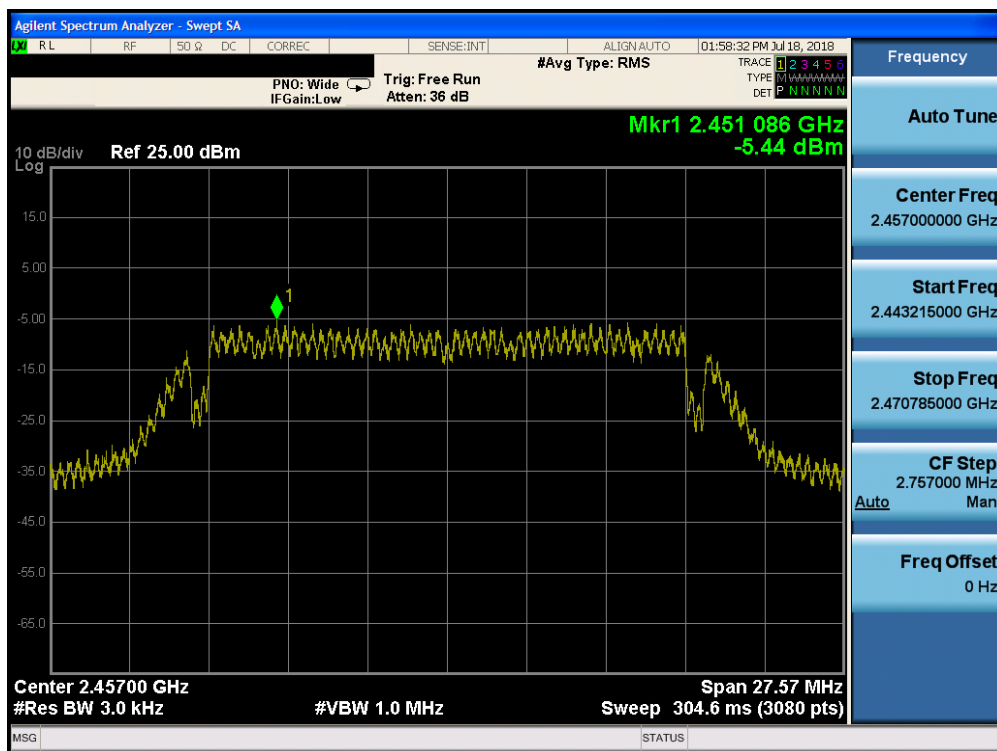 Agilent Spectrum Analyzer - Swept SA
LXI RL RF 50 Ω DC CORREC SENSE:INT ALIGN AUTO 01:58:32 PM Jul 18, 2018
#Avg Type: RMS TRACE 1 2 3 4 5 6
PNO: Wide Trig: Free Run TYPE M WWWWW
IFGain:Low Atten: 36 dB DET P N N N N N
Mkr1 2.451 086 GHz
-5.44 dBm
10 dB/div Ref 25.00 dBm
Log
15.0
5.00
1
-5.00
-15.0
-25.0
-35.0
-45.0
-55.0
-65.0
Center 2.45700 GHz Span 27.57 MHz
#Res BW 3.0 kHz #VBW 1.0 MHz Sweep 304.6 ms (3080 pts)
MSG STATUS
Frequency
Auto Tune
Center Freq
2.457000000 GHz
Start Freq
2.443215000 GHz
Stop Freq
2.470785000 GHz
CF Step
2.757000 MHz
Auto Man
Freq Offset
0 Hz